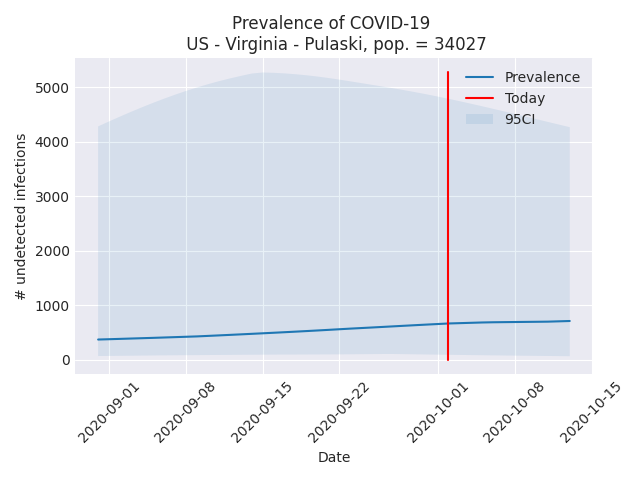 Prevalence of COVID-19
US - Virginia - Pulaski, pop. = 34027
Prevalence
Today
95CI
# undetected infections
5000
4000
3000
2000
1000
0
2020-09-01
2020-09-08
2020-09-15
2020-09-22
2020-10-01
2020-10-08
2020-10-15
Date